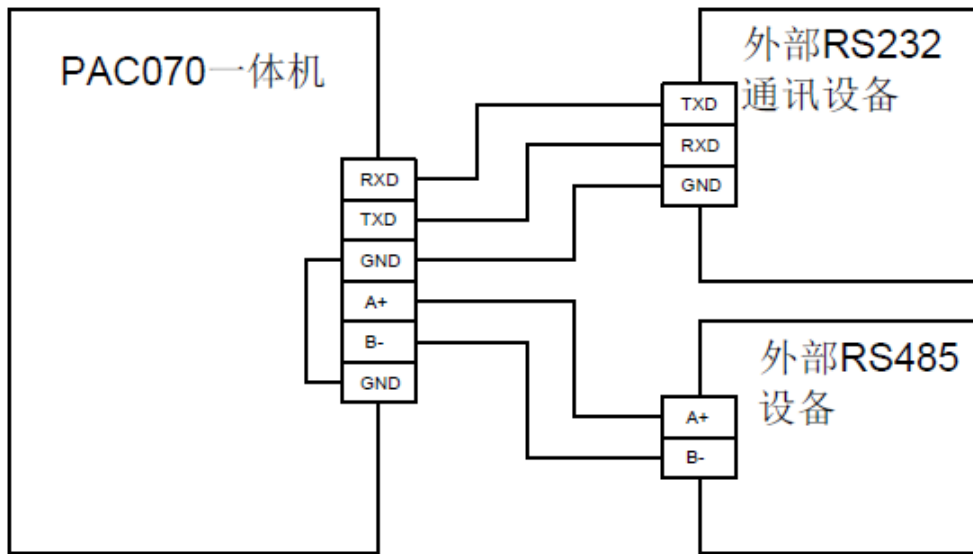 PAC070一体机
RXD
TXD
GND
A+
B-
GND
外部RS232
通讯设备
TXD
RXD
GND
外部RS485
设备
A+
B-